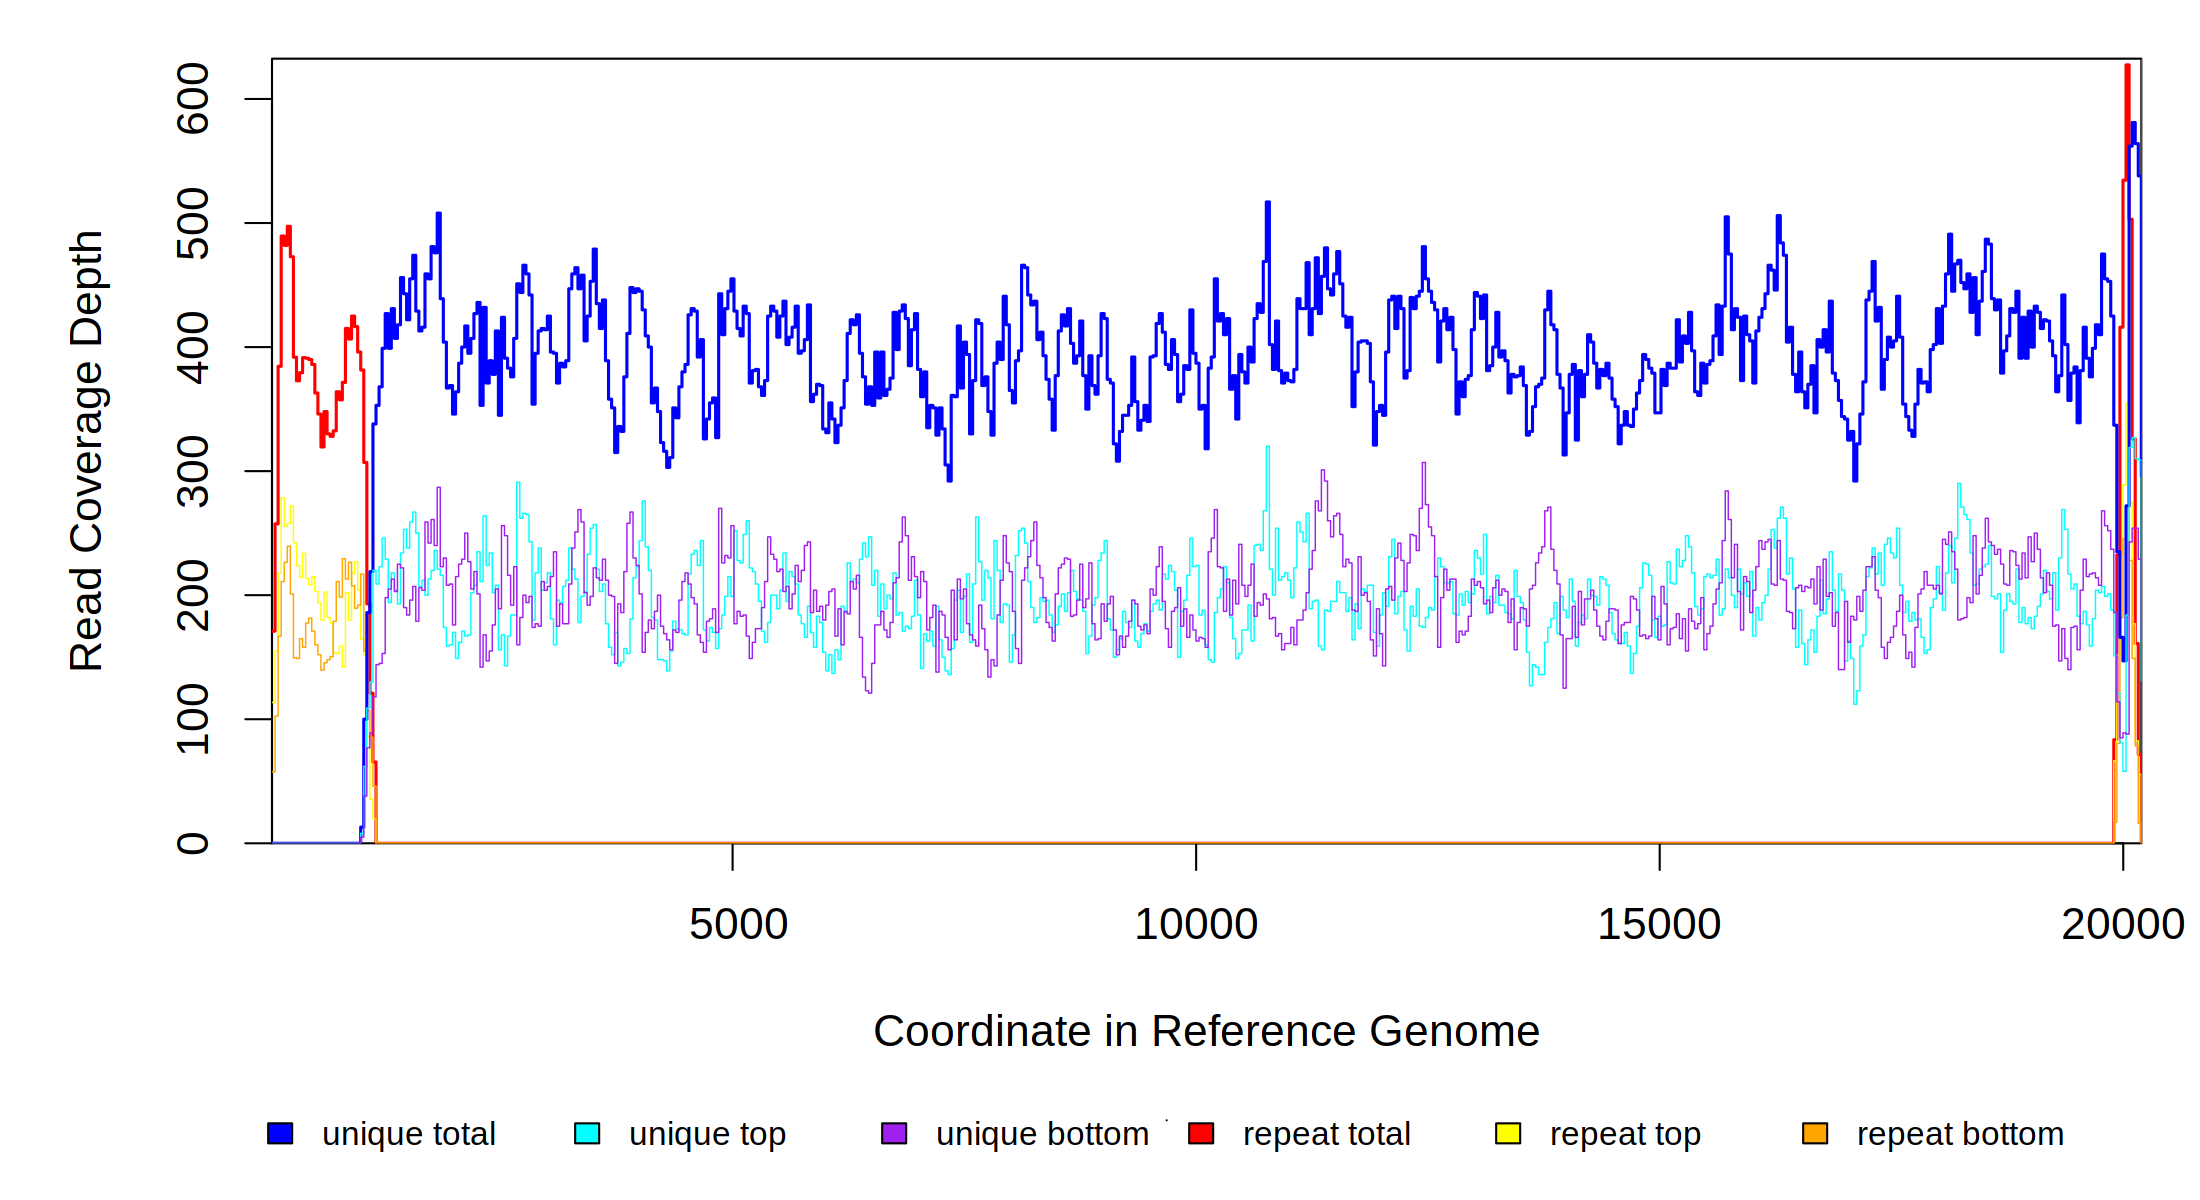 600
500
400
300
200
100
0
Read Coverage Depth
5000 10000 15000 20000
Coordinate in Reference Genome
unique total unique top unique bottom repeat total repeat top repeat bottom